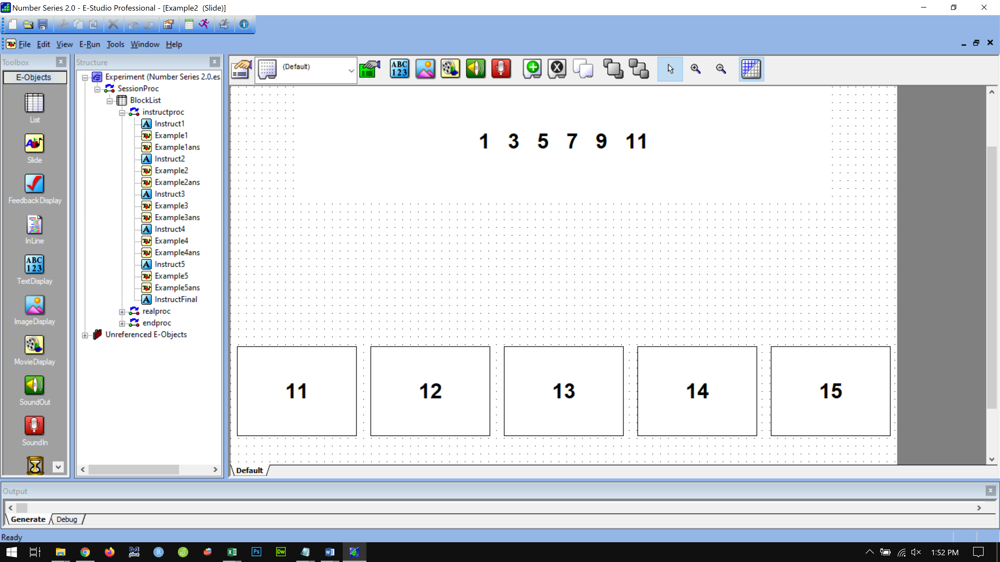 Number Series 2.0 - E-Studio Professional - [Example2 (Slide)]
File Edit View E-Run Tools Window Help
Toolbox
E-Objects
List
Slide
FeedbackDisplay
InLine
ABC
123
TextDisplay
ImageDisplay
MovieDisplay
SoundOut
SoundIn
Structure
Experiment (Number Series 2.0.es
SessionProc
BlockList
instructproc
Instruct1
Example1
Example1ans
Instruct2
Example2
Example2ans
Instruct3
Example3
Example3ans
Instruct4
Example4
Example4ans
Instruct5
Example5
Example5ans
InstructFinal
realproc
endproc
Unreferenced E-Objects
(Default)
ABC
123
1 3 5 7 9 11
11 12 13 14 15
Default
Output
Generate Debug
Ready
Ps Dw
1:52 PM